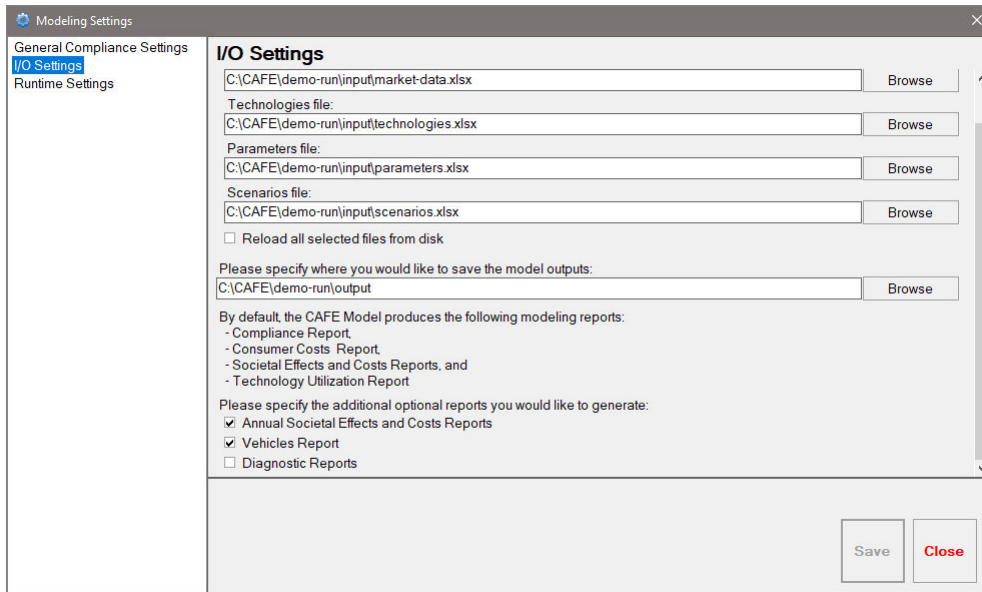 Modeling Settings
General Compliance Settings
I/O Settings
Runtime Settings
I/O Settings
C:\CAFE\demo-run\input\market-data.xlsx
Browse
Technologies file:
C:\CAFE\demo-run\input\technologies.xlsx
Browse
Parameters file:
C:\CAFE\demo-run\input\parameters.xlsx
Browse
Scenarios file:
C:\CAFE\demo-run\input\scenarios.xlsx
Browse
Reload all selected files from disk
Please specify where you would like to save the model outputs:
C:\CAFE\demo-run\output
Browse
By default, the CAFE Model produces the following modeling reports:
- Compliance Report,
- Consumer Costs Report,
- Societal Effects and Costs Reports, and
- Technology Utilization Report
Please specify the additional optional reports you would like to generate:
Annual Societal Effects and Costs Reports
Vehicles Report
Diagnostic Reports
Save
Close